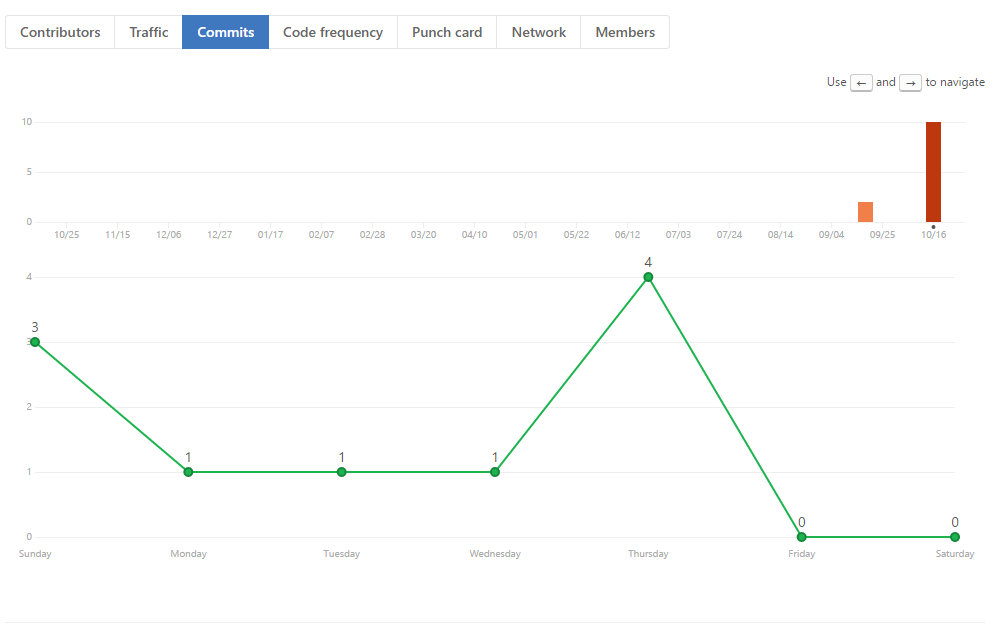 Contributors Traffic Commits Code frequency Punch card Network Members
Use ← and → to navigate
10
5
0
10/25 11/15 12/06 12/27 01/17 02/07 02/28 03/20 04/10 05/01 05/22 06/12 07/03 07/24 08/14 09/04 09/25 10/16
4
4
3
3
2
1 1 1
1
0 0
0
Sunday Monday Tuesday Wednesday Thursday Friday Saturday